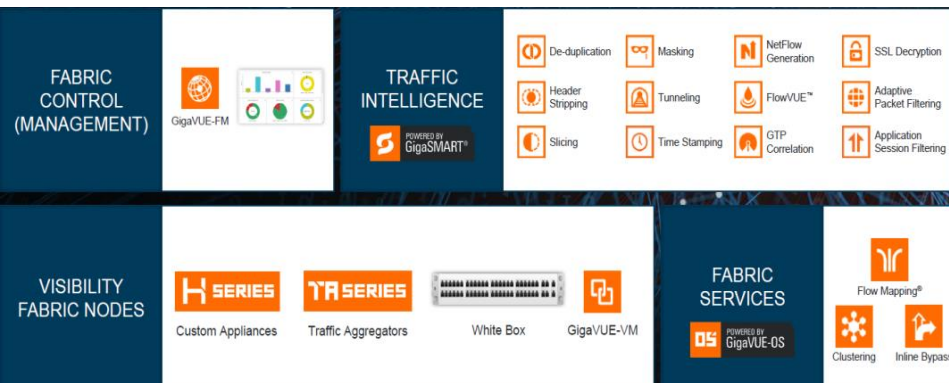 FABRIC
CONTROL
(MANAGEMENT)
GigaVUE-FM
TRAFFIC
INTELLIGENCE
POWERED BY
GigaSMART®
De-duplication
Masking
NetFlow
Generation
SSL Decryption
Header
Stripping
Tunneling
FlowVUE™
Adaptive
Packet Filtering
Slicing
Time Stamping
GTP
Correlation
Application
Session Filtering
VISIBILITY
FABRIC NODES
H SERIES
Custom Appliances
TA SERIES
Traffic Aggregators
White Box
GigaVUE-VM
FABRIC
SERVICES
OS
POWERED BY
GigaVUE-OS
Flow Mapping®
Clustering
Inline Bypass